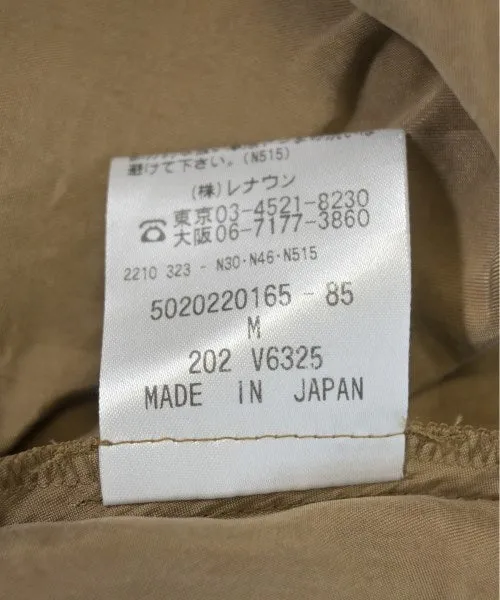 避けて下さい。(N515)
(株)レナウン
☎ 東京03-4521-8230
大阪06-7177-3860
2210 323 - N30・N46・N515
5020220165 - 85
M
202 V6325
MADE IN JAPAN